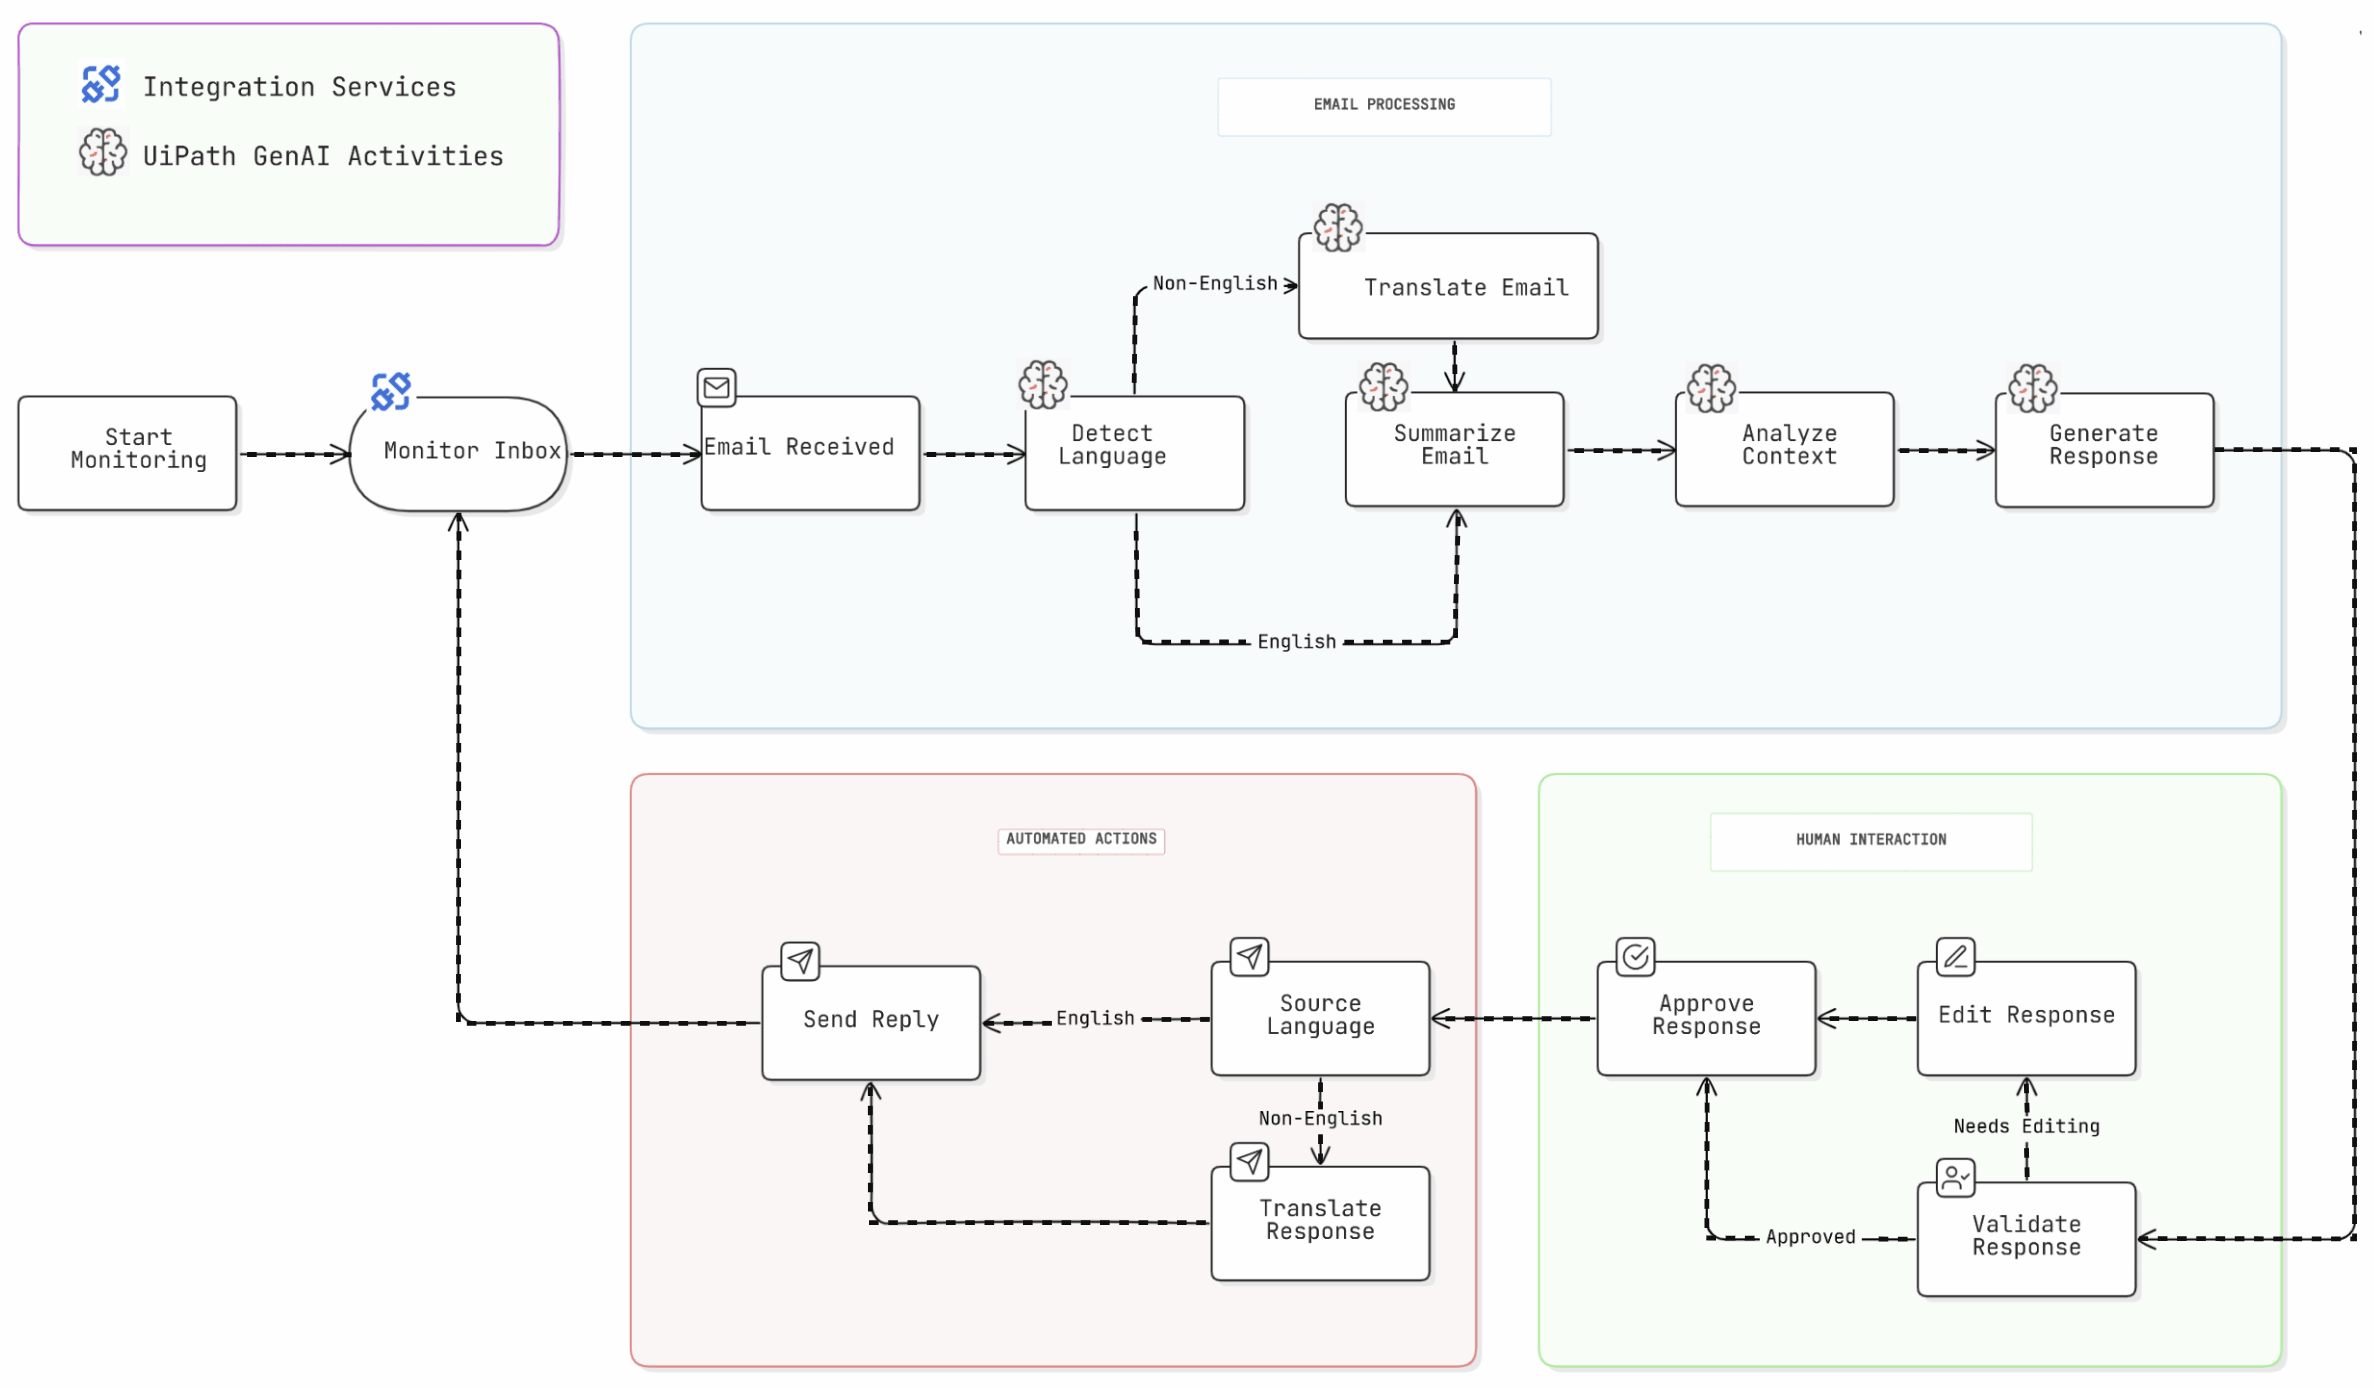 Integration Services
UiPath GenAI Activities
EMAIL PROCESSING
Translate Email
Non-English
Start
Monitoring
Monitor Inbox
Email Received
Detect
Language
Summarize
Email
Analyze
Context
Generate
Response
English
AUTOMATED ACTIONS
HUMAN INTERACTION
Send Reply
English
Source
Language
Approve
Response
Edit Response
Non-English
Needs Editing
Translate
Response
Approved
Validate
Response